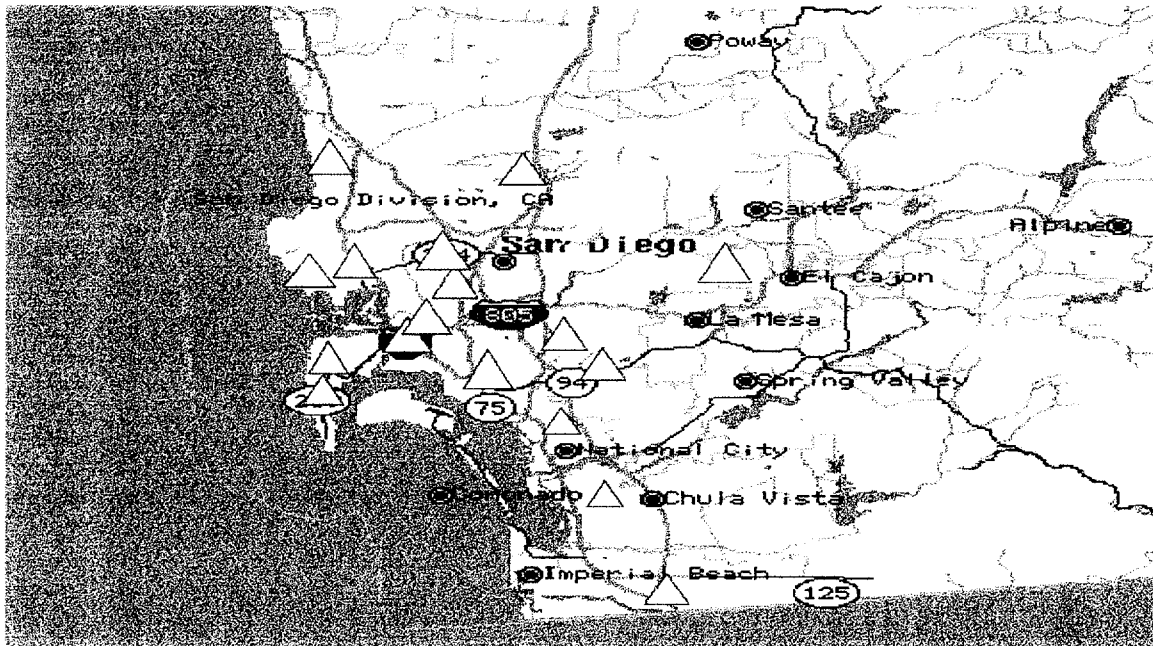 Poway
San Diego Division, CA
Santee
Alpine
San Diego
El Cajon
805
La Mesa
94
Spring Valley
75
National City
Coronado
Chula Vista
Imperial Beach
125